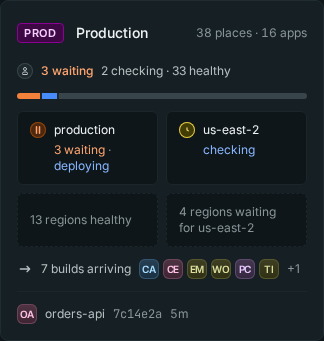 PROD Production 38 places · 16 apps
3 waiting 2 checking · 33 healthy
production
3 waiting ·
deploying
us-east-2
checking
13 regions healthy
4 regions waiting
for us-east-2
→ 7 builds arriving CA CE EM WO PC TI +1
OA orders-api 7c14e2a 5m